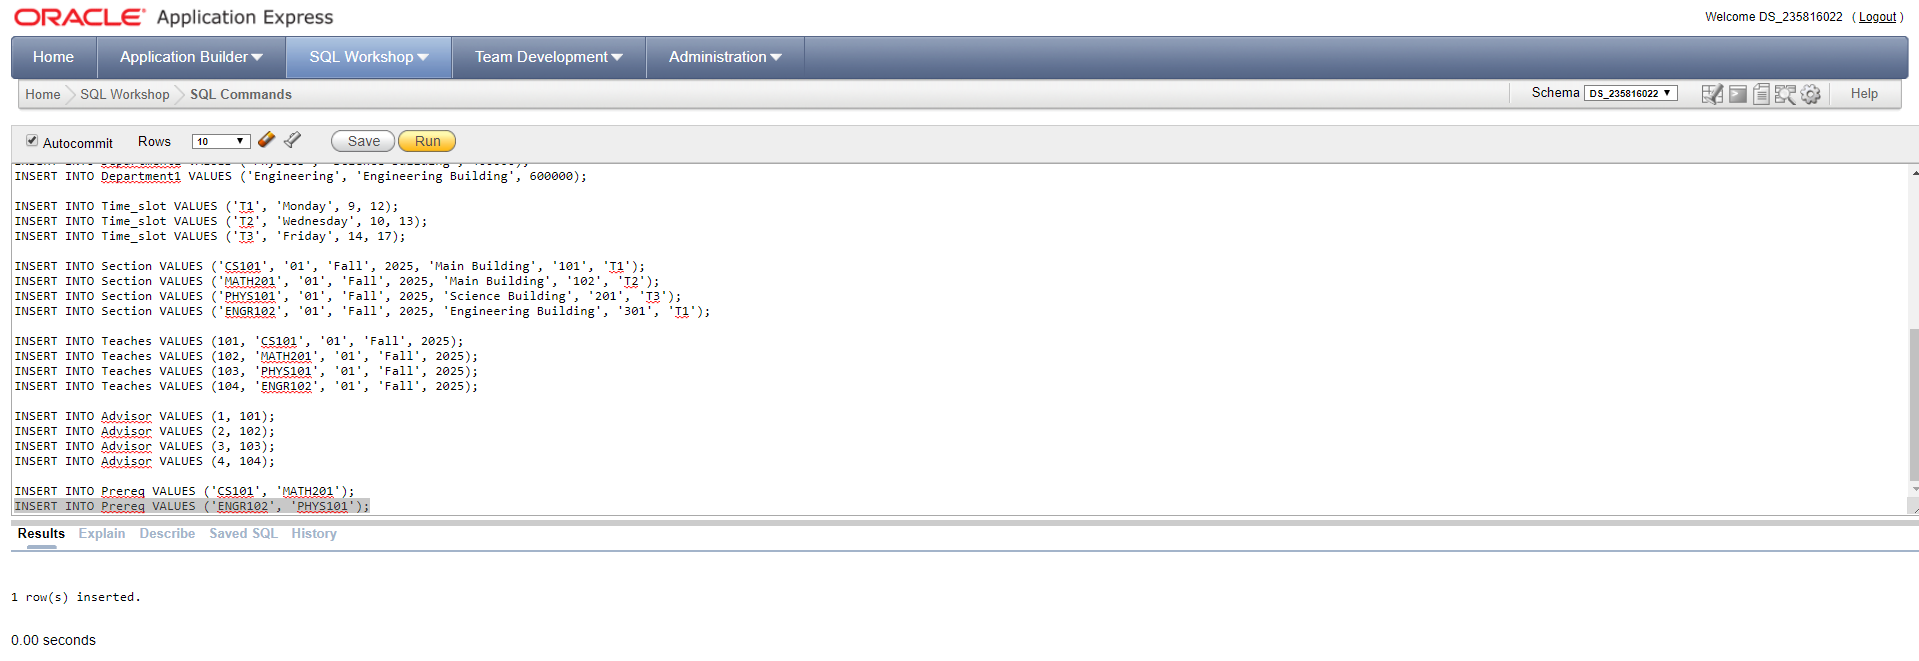 ORACLE Application Express
Welcome DS_235816022 ( Logout )
Home Application Builder SQL Workshop Team Development Administration
Home SQL Workshop SQL Commands
Schema DS_235816022 Help
Autocommit Rows 10 Save Run
INSERT INTO Department1 VALUES ('Engineering', 'Engineering Building', 600000);
INSERT INTO Time_slot VALUES ('T1', 'Monday', 9, 12);
INSERT INTO Time_slot VALUES ('T2', 'Wednesday', 10, 13);
INSERT INTO Time_slot VALUES ('T3', 'Friday', 14, 17);
INSERT INTO Section VALUES ('CS101', '01', 'Fall', 2025, 'Main Building', '101', 'T1');
INSERT INTO Section VALUES ('MATH201', '01', 'Fall', 2025, 'Main Building', '102', 'T2');
INSERT INTO Section VALUES ('PHYS101', '01', 'Fall', 2025, 'Science Building', '201', 'T3');
INSERT INTO Section VALUES ('ENGR102', '01', 'Fall', 2025, 'Engineering Building', '301', 'T1');
INSERT INTO Teaches VALUES (101, 'CS101', '01', 'Fall', 2025);
INSERT INTO Teaches VALUES (102, 'MATH201', '01', 'Fall', 2025);
INSERT INTO Teaches VALUES (103, 'PHYS101', '01', 'Fall', 2025);
INSERT INTO Teaches VALUES (104, 'ENGR102', '01', 'Fall', 2025);
INSERT INTO Advisor VALUES (1, 101);
INSERT INTO Advisor VALUES (2, 102);
INSERT INTO Advisor VALUES (3, 103);
INSERT INTO Advisor VALUES (4, 104);
INSERT INTO Prereq VALUES ('CS101', 'MATH201');
INSERT INTO Prereq VALUES ('ENGR102', 'PHYS101');
Results Explain Describe Saved SQL History
1 row(s) inserted.
0.00 seconds